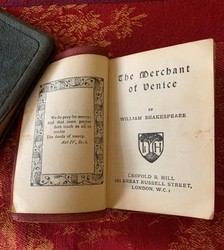 We do pray for mercy;
and that same prayer
doth teach us all to
render
The deeds of mercy.
Act IV., Sc. 1.
The Merchant
of Venice
BY
WILLIAM SHAKESPEARE
LEOPOLD B. HILL
101 GREAT RUSSELL STREET,
LONDON, W.C. 1